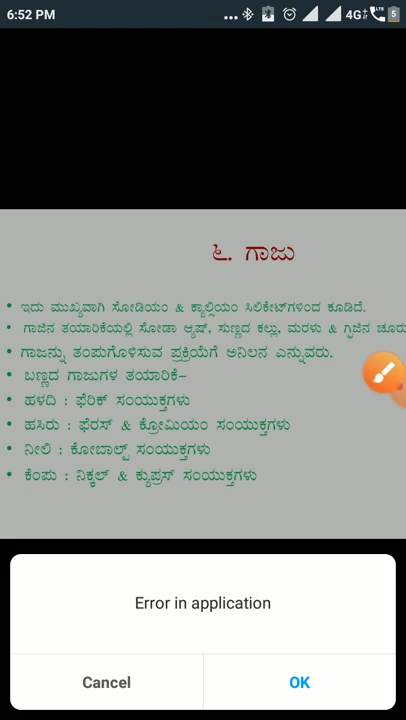 6:52 PM
... 4G 5
೬. ಗಾಜು
• ಇದು ಮುಖ್ಯವಾಗಿ ಸೋಡಿಯಂ & ಕ್ಯಾಲ್ಸಿಯಂ ಸಿಲಿಕೇಟ್‌ಗಳಿಂದ ಕೂಡಿದೆ.
• ಗಾಜಿನ ತಯಾರಿಕೆಯಲ್ಲಿ ಸೋಡಾ ಆ್ಯಷ್, ಸುಣ್ಣದ ಕಲ್ಲು, ಮರಳು & ಗ್ಲಿಜಿನ ಚೂರು
• ಗಾಜನ್ನು ತಂಪುಗೊಳಿಸುವ ಪ್ರಕ್ರಿಯೆಗೆ ಅನಿಲನ ಎನ್ನುವರು.
• ಬಣ್ಣದ ಗಾಜುಗಳ ತಯಾರಿಕೆ–
• ಹಳದಿ : ಫೆರಿಕ್ ಸಂಯುಕ್ತಗಳು
• ಹಸಿರು : ಫೆರಸ್ & ಕ್ರೋಮಿಯಂ ಸಂಯುಕ್ತಗಳು
• ನೀಲಿ : ಕೋಬಾಲ್ಟ್ ಸಂಯುಕ್ತಗಳು
• ಕೆಂಪು : ನಿಕ್ಕಲ್ & ಕ್ಯುಪ್ರಸ್ ಸಂಯುಕ್ತಗಳು
Error in application
Cancel OK